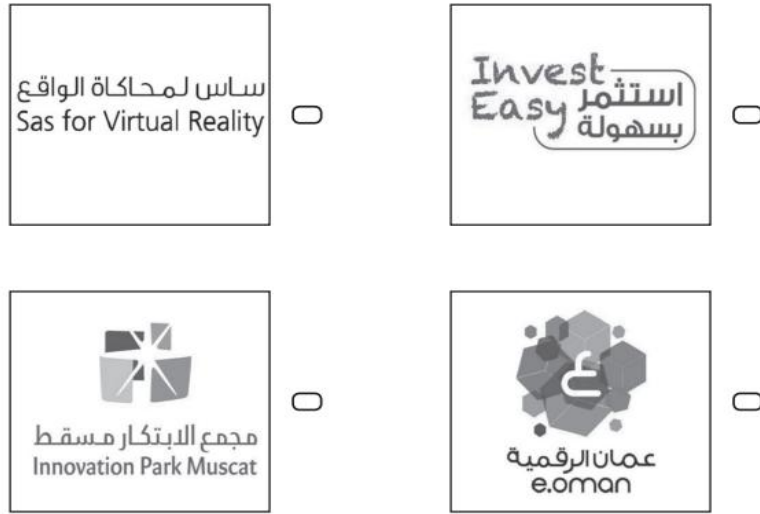 ساس لمحاكاة الواقع
Sas for Virtual Reality
Invest
Easy
استثمر
بسهولة
مجمع الابتكار مسقط
Innovation Park Muscat
ع
عمان الرقمية
e.oman